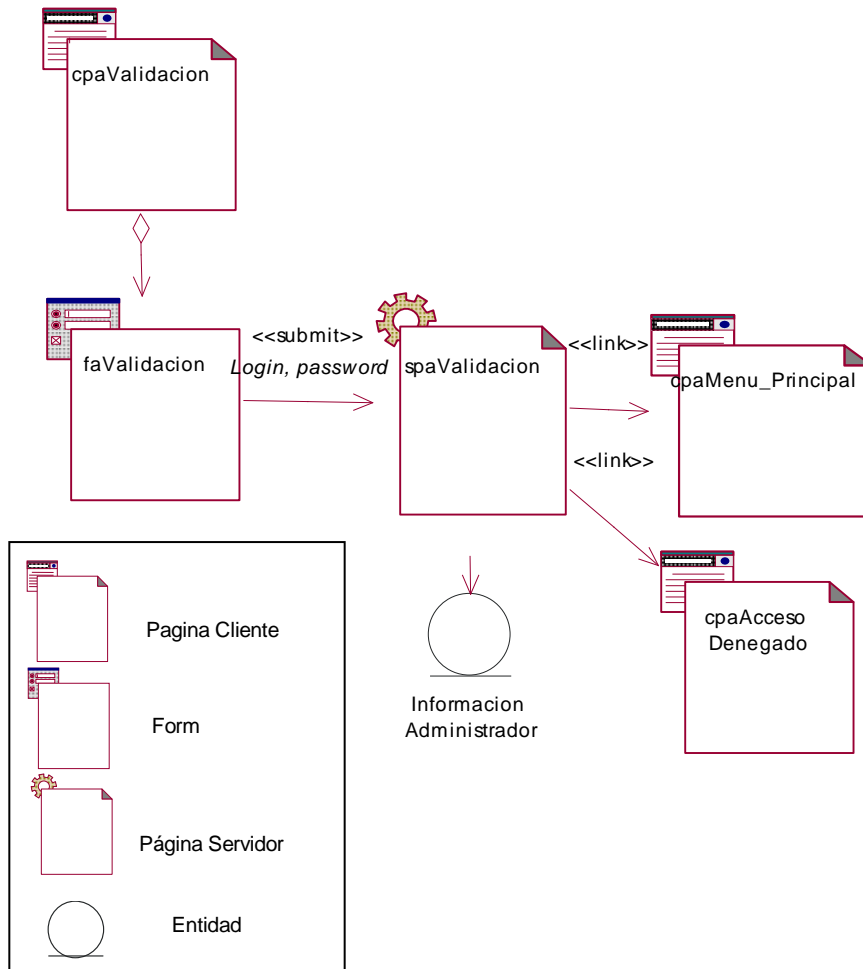 cpaValidacion
<<submit>>
Login, password
faValidacion
spaValidacion
<<link>>
cpaMenu_Principal
<<link>>
cpaAcceso
Denegado
Informacion
Administrador
Pagina Cliente
Form
Página Servidor
Entidad